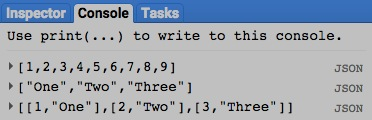 Inspector Console Tasks
Use print(...) to write to this console.
[1,2,3,4,5,6,7,8,9] JSON
["One","Two","Three"] JSON
[[1,"One"],[2,"Two"],[3,"Three"]] JSON